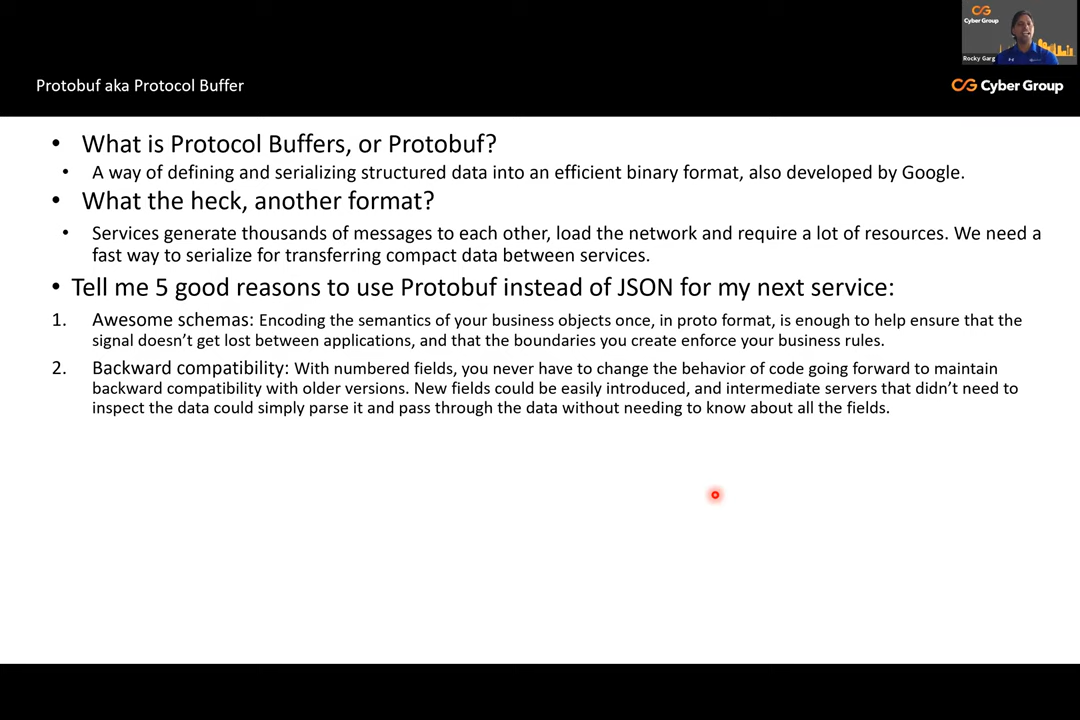 CG
Cyber Group
Rocky Garg
Protobuf aka Protocol Buffer
CG Cyber Group
• What is Protocol Buffers, or Protobuf?
• A way of defining and serializing structured data into an efficient binary format, also developed by Google.
• What the heck, another format?
• Services generate thousands of messages to each other, load the network and require a lot of resources. We need a
fast way to serialize for transferring compact data between services.
• Tell me 5 good reasons to use Protobuf instead of JSON for my next service:
1. Awesome schemas: Encoding the semantics of your business objects once, in proto format, is enough to help ensure that the
signal doesn’t get lost between applications, and that the boundaries you create enforce your business rules.
2. Backward compatibility: With numbered fields, you never have to change the behavior of code going forward to maintain
backward compatibility with older versions. New fields could be easily introduced, and intermediate servers that didn’t need to
inspect the data could simply parse it and pass through the data without needing to know about all the fields.